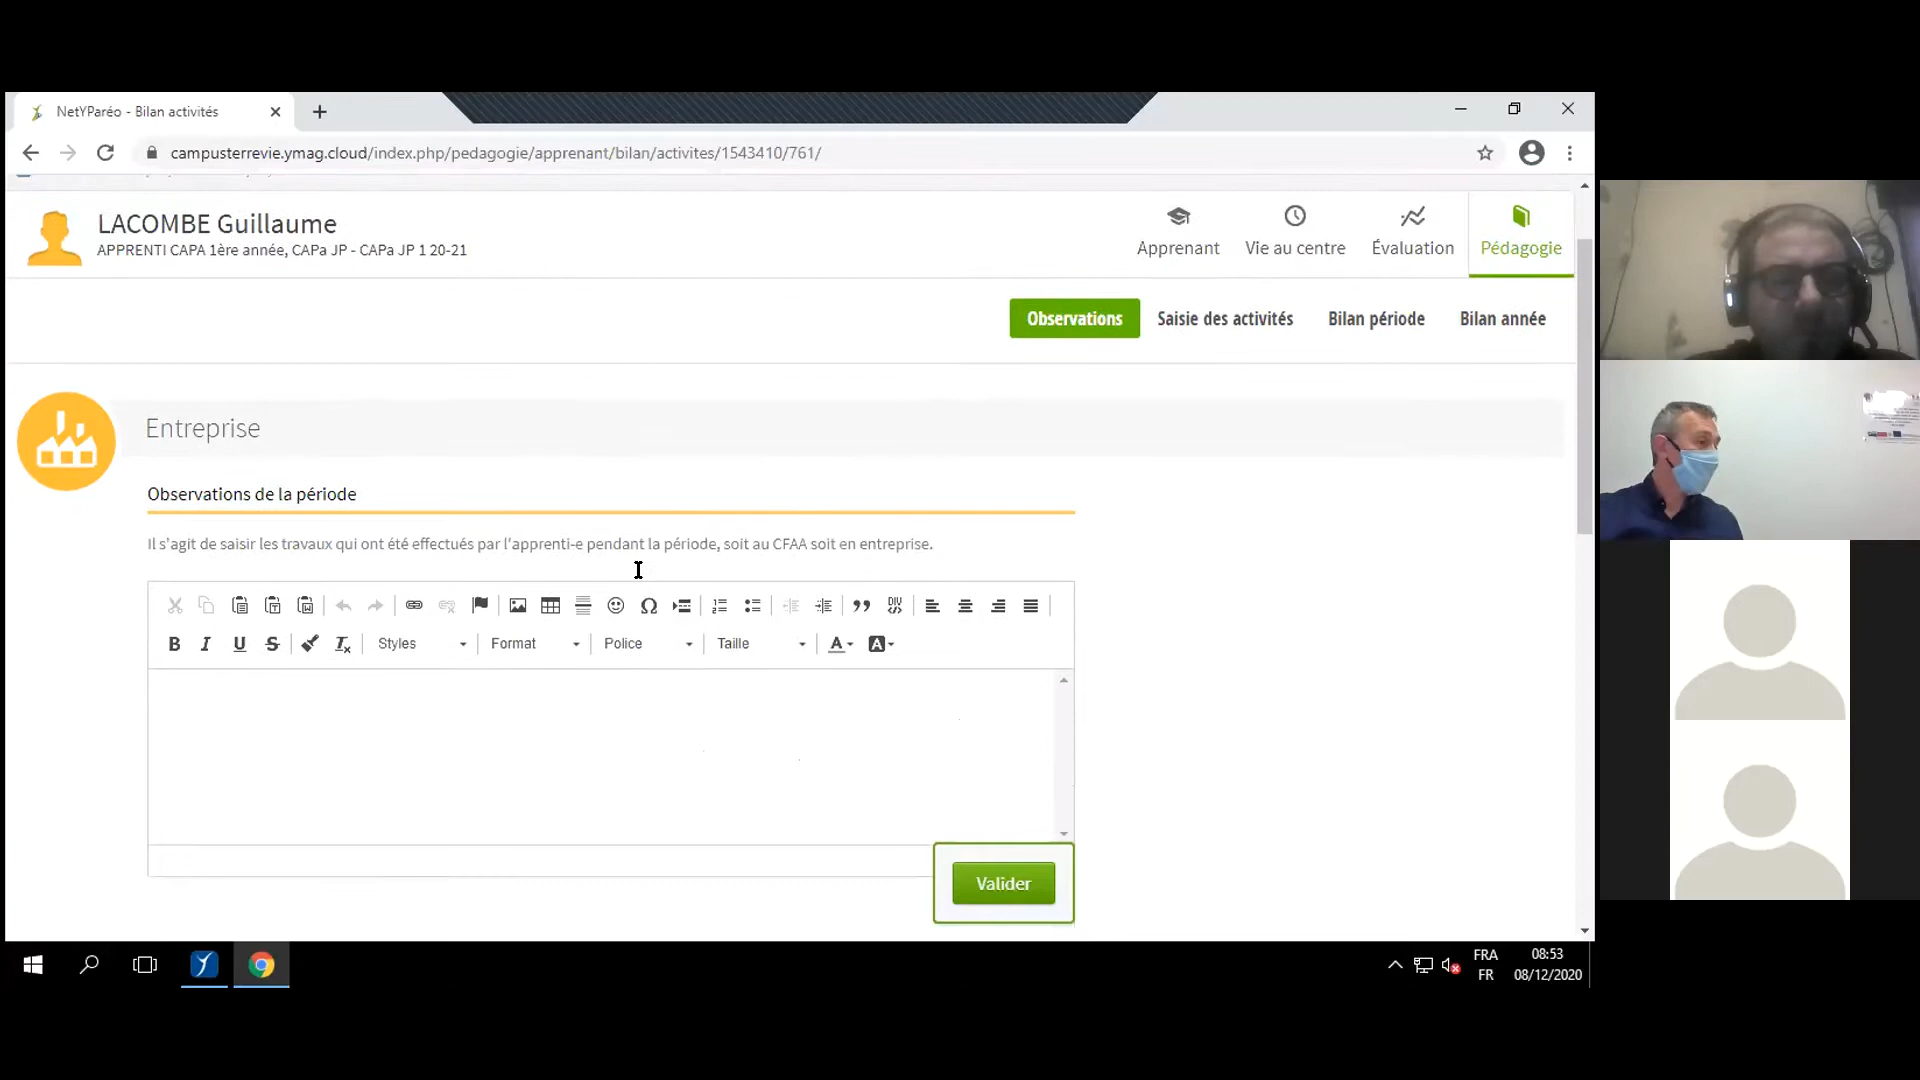 NetYParéo - Bilan activités
campusterrevie.ymag.cloud/index.php/pedagogie/apprenant/bilan/activites/1543410/761/
LACOMBE Guillaume
APPRENTI CAPA 1ère année, CAPa JP - CAPa JP 1 20-21
Apprenant
Vie au centre
Évaluation
Pédagogie
Observations
Saisie des activités
Bilan période
Bilan année
Entreprise
Observations de la période
Il s'agit de saisir les travaux qui ont été effectués par l'apprenti-e pendant la période, soit au CFAA soit en entreprise.
Styles
Format
Police
Taille
Valider
FRA
FR
08:53
08/12/2020